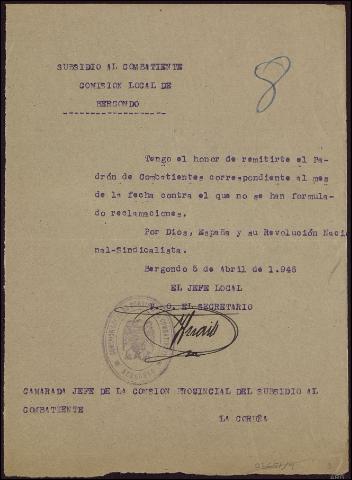 SUBSIDIO AL COMBATIENTE
COMISION LOCAL DE
BERGONDO
8
Tengo el honor de remitirte el Pa-
drón de Combatientes correspondiente al mes
de la fecha contra el que no se han formula-
do reclamaciones.
Por Dios, España y su Revolución Nacio
nal-Sindicalista.
Bergondo 5 de Abril de 1.946
EL JEFE LOCAL
P. O. EL SECRETARIO
CAMARADA JEFE DE LA COMSION PROVINCIAL DEL SUBSIDIO AL
COMBATIENTE
LA CORUÑA